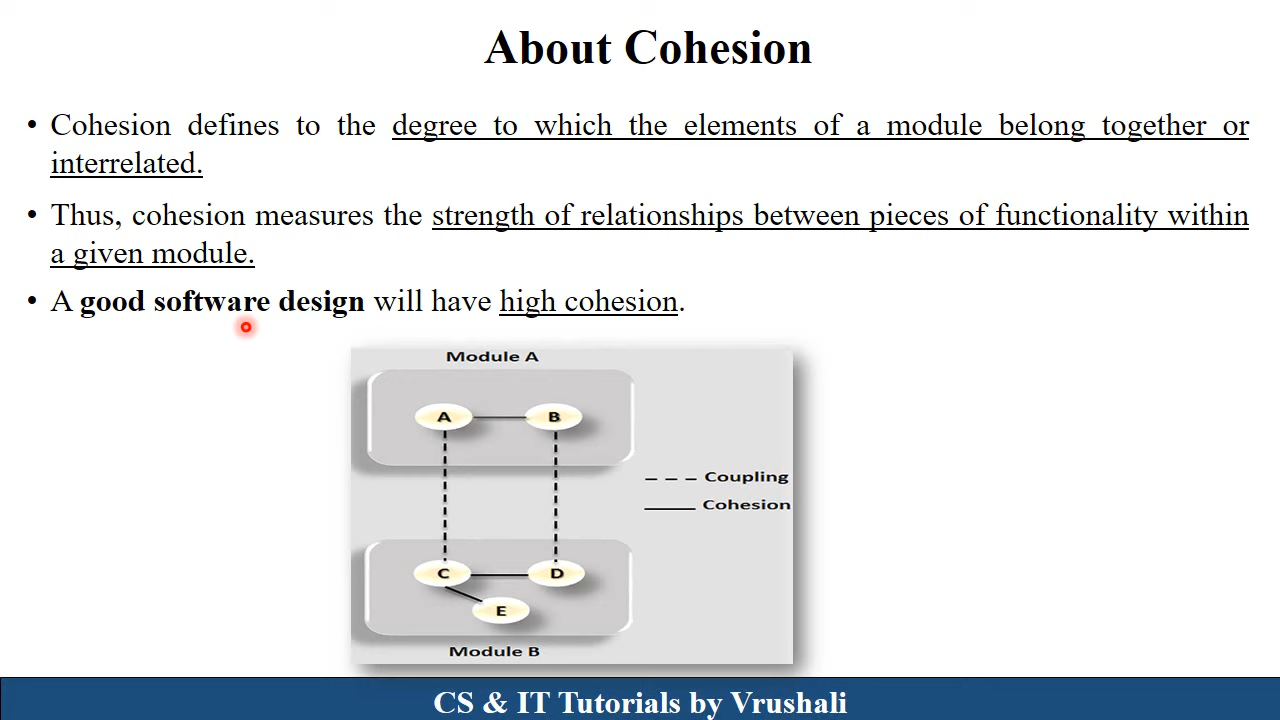 About Cohesion
• Cohesion defines to the degree to which the elements of a module belong together or
interrelated.
• Thus, cohesion measures the strength of relationships between pieces of functionality within
a given module.
• A good software design will have high cohesion.
Module A
A B
Coupling
Cohesion
C D
E
Module B
CS & IT Tutorials by Vrushali